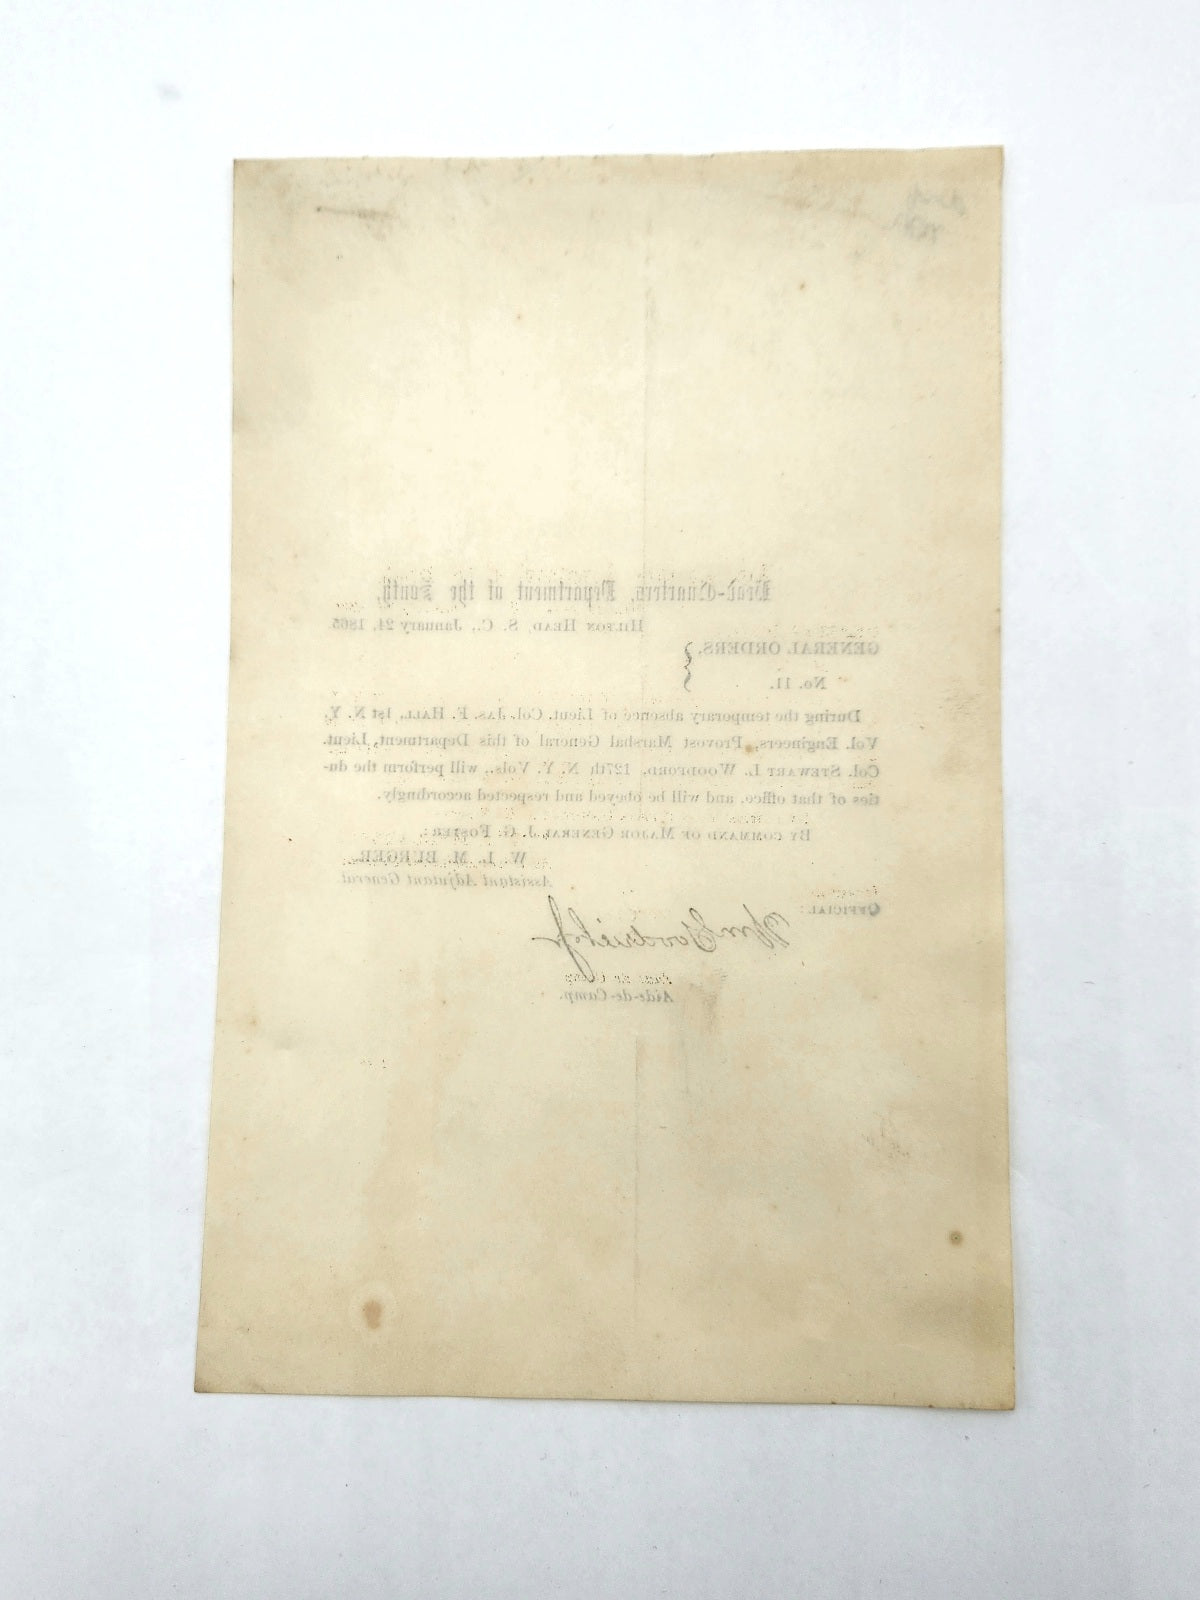 Head-Quarters, Department of the South,
HILTON HEAD, S. C., January 24, 1865.
GENERAL ORDERS, }
No. 11.
During the temporary absence of Lieut. Col. JAS. F. HALL, 1st N. Y.
Vol. Engineers, Provost Marshal General of this Department, Lieut.
Col. STEWART L. WOODFORD, 127th N. Y. Vols., will perform the du-
ties of that office, and will be obeyed and respected accordingly.
BY COMMAND OF MAJOR GENERAL J. G. FOSTER:
W. L. M. BURGER,
Assistant Adjutant General.
OFFICIAL:
Wm Goodrich Jr
Aide-de-Camp.